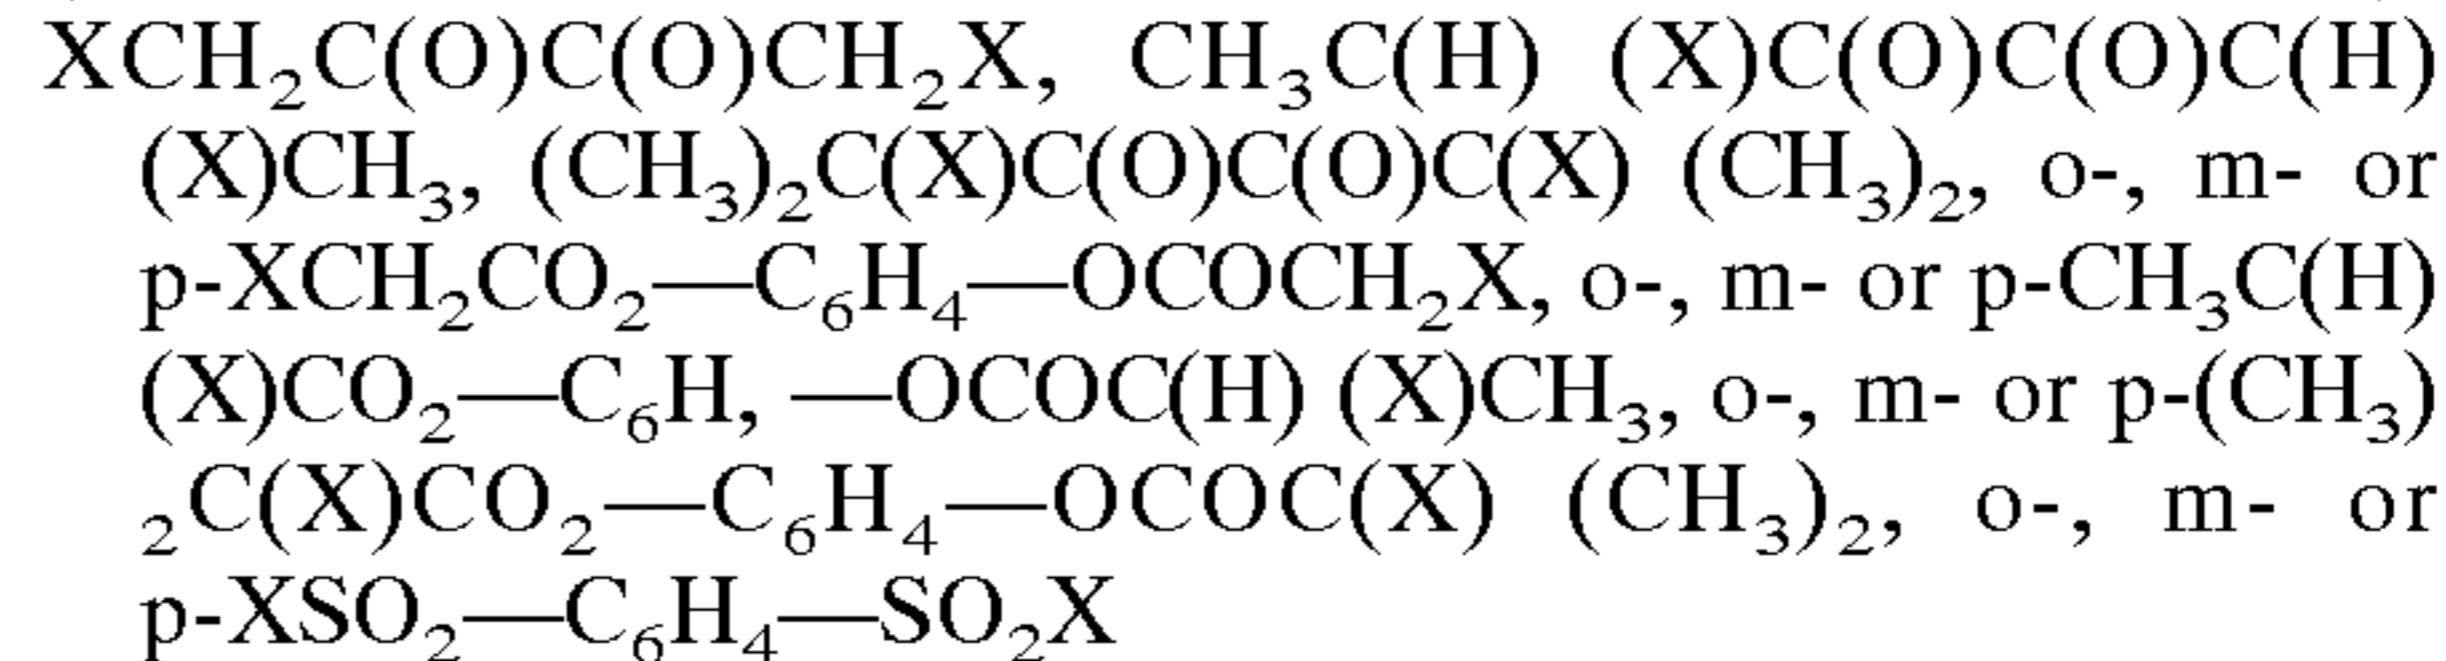 XCH₂C(O)C(O)CH₂X, CH₃C(H) (X)C(O)C(O)C(H)
(X)CH₃, (CH₃)₂C(X)C(O)C(O)C(X) (CH₃)₂, o-, m- or
p-XCH₂CO₂—C₆H₄—OCOCH₂X, o-, m- or p-CH₃C(H)
(X)CO₂—C₆H, —OCOC(H) (X)CH₃, o-, m- or p-(CH₃)
₂C(X)CO₂—C₆H₄—OCOC(X) (CH₃)₂, o-, m- or
p-XSO₂—C₆H₄—SO₂X